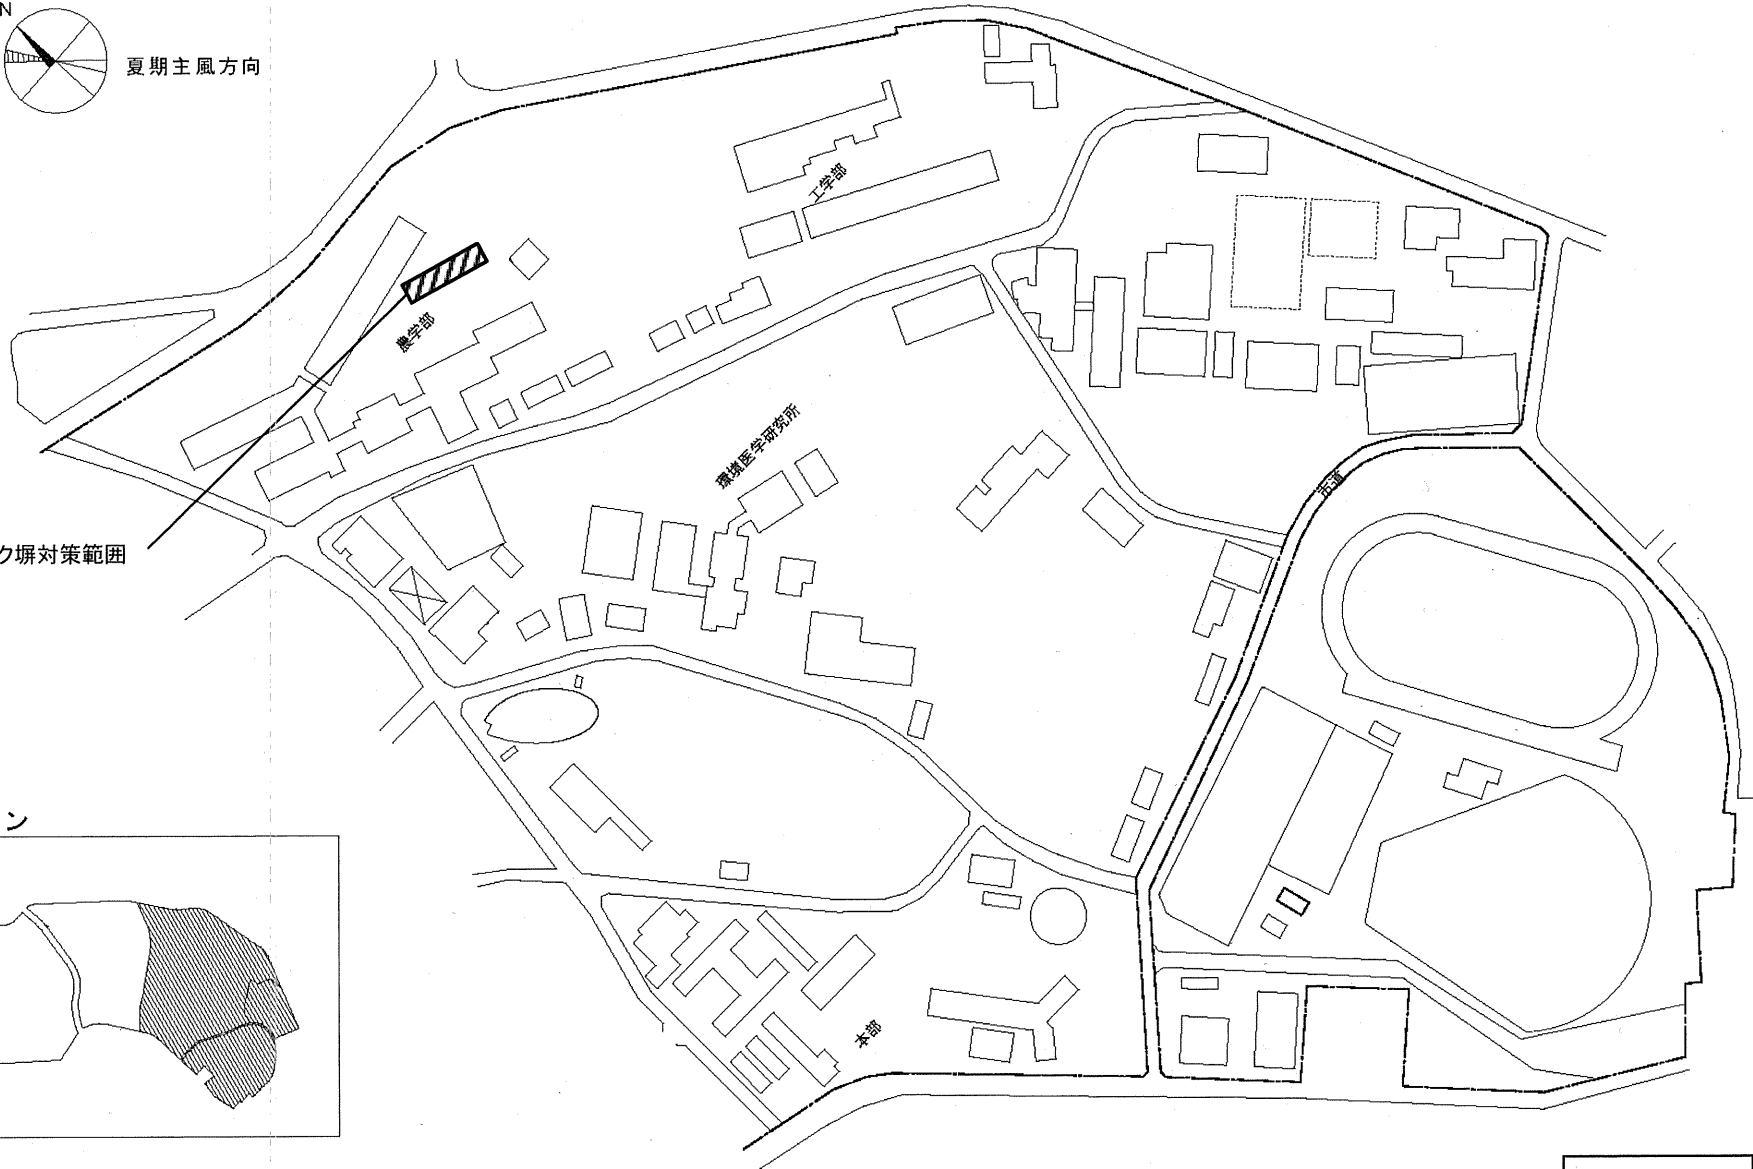 N
夏期主風方向
工学部
農学部
環境医学研究所
市道
ク塀対策範囲
ン
本部